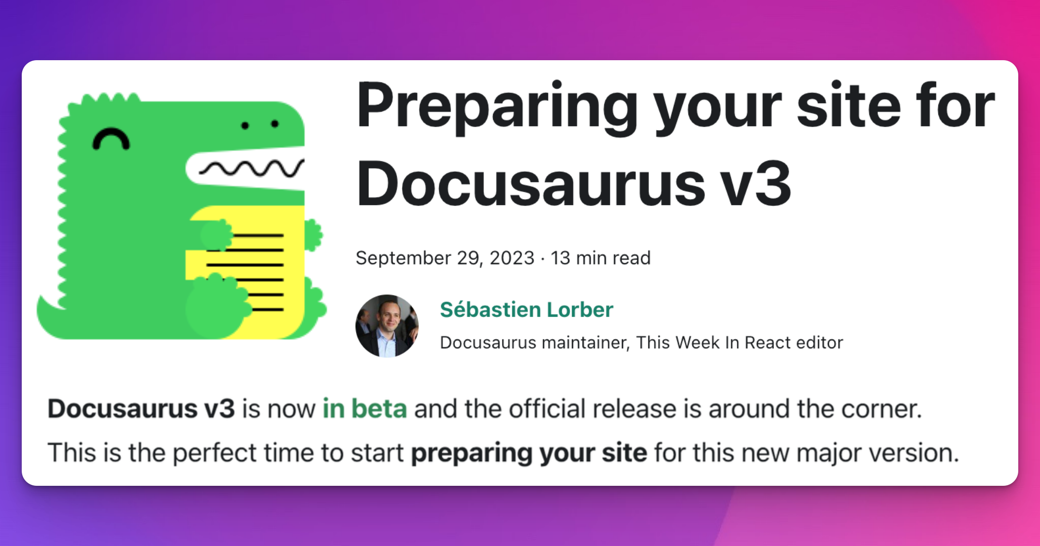 Preparing your site for
Docusaurus v3
September 29, 2023 · 13 min read
Sébastien Lorber
Docusaurus maintainer, This Week In React editor
Docusaurus v3 is now in beta and the official release is around the corner.
This is the perfect time to start preparing your site for this new major version.